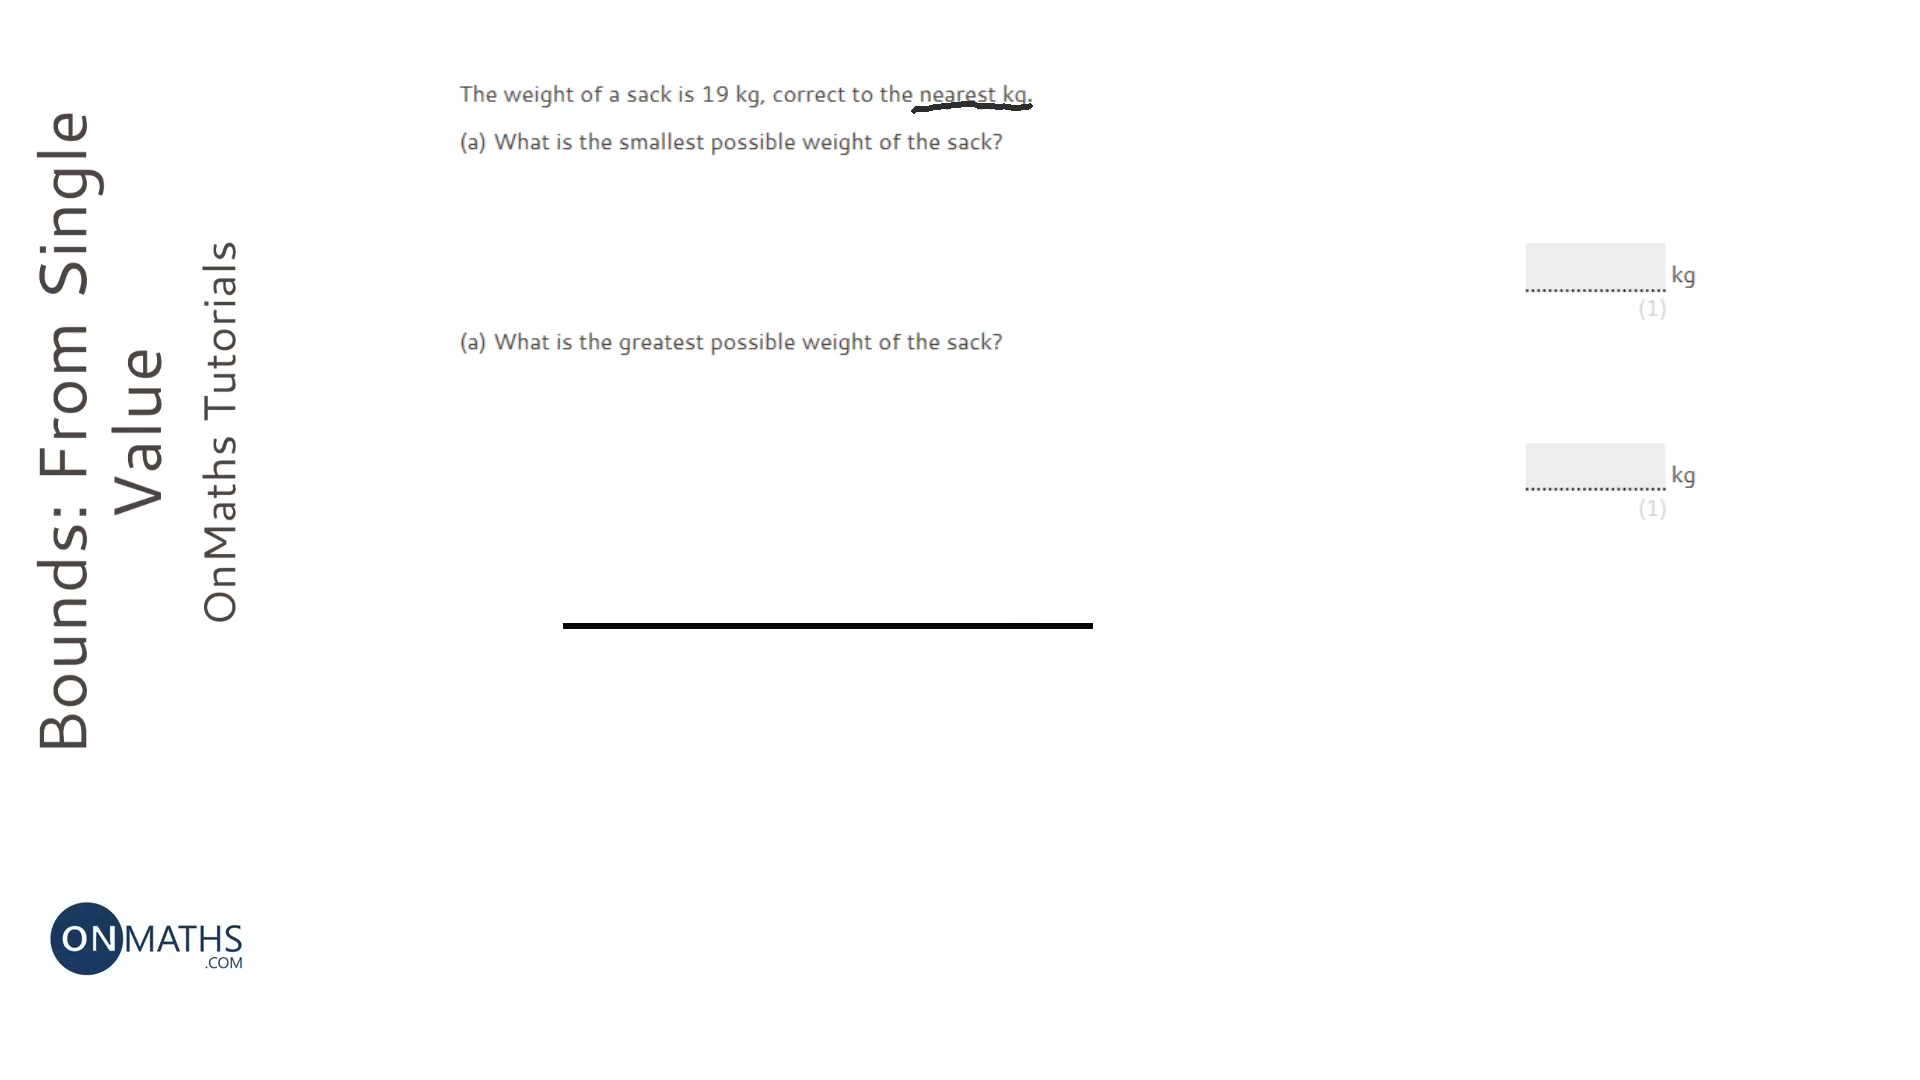 Bounds: From Single
Value
OnMaths Tutorials
The weight of a sack is 19 kg, correct to the nearest kg.
(a) What is the smallest possible weight of the sack?
kg
(1)
(a) What is the greatest possible weight of the sack?
kg
(1)
ONMATHS
.COM